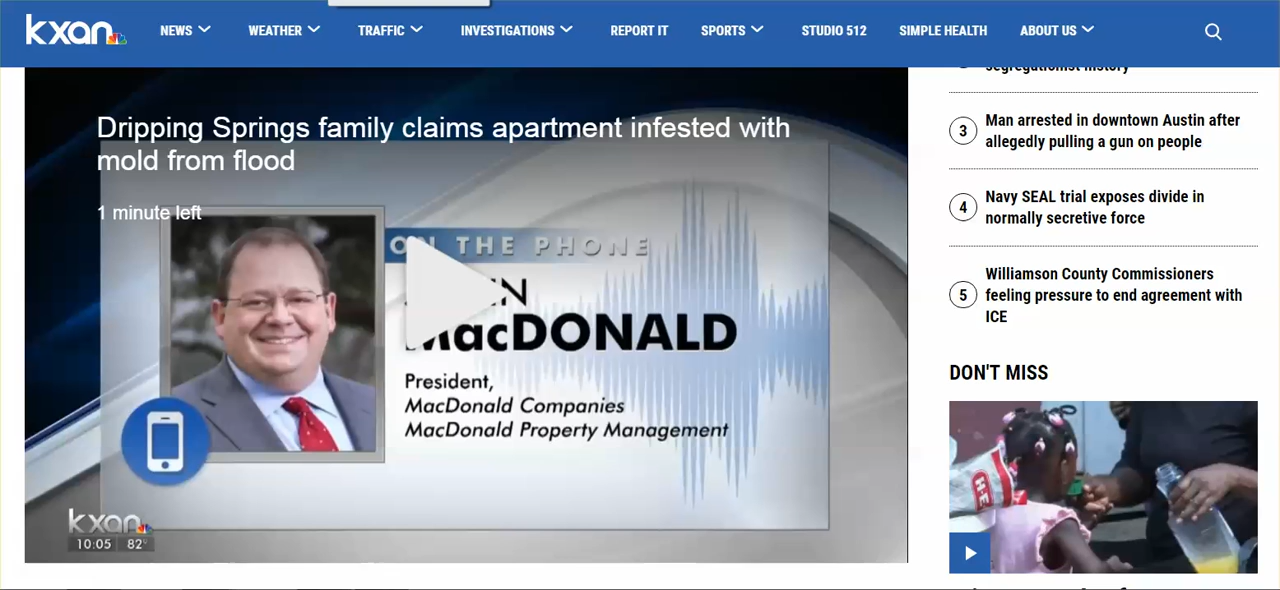 kxan
NEWS
WEATHER
TRAFFIC
INVESTIGATIONS
REPORT IT
SPORTS
STUDIO 512
SIMPLE HEALTH
ABOUT US
Dripping Springs family claims apartment infested with
mold from flood
1 minute left
ON THE PHONE
MacDONALD
President,
MacDonald Companies
MacDonald Property Management
kxan
10:05 82°
segregationist history
3
Man arrested in downtown Austin after
allegedly pulling a gun on people
4
Navy SEAL trial exposes divide in
normally secretive force
5
Williamson County Commissioners
feeling pressure to end agreement with
ICE
DON'T MISS
H-E